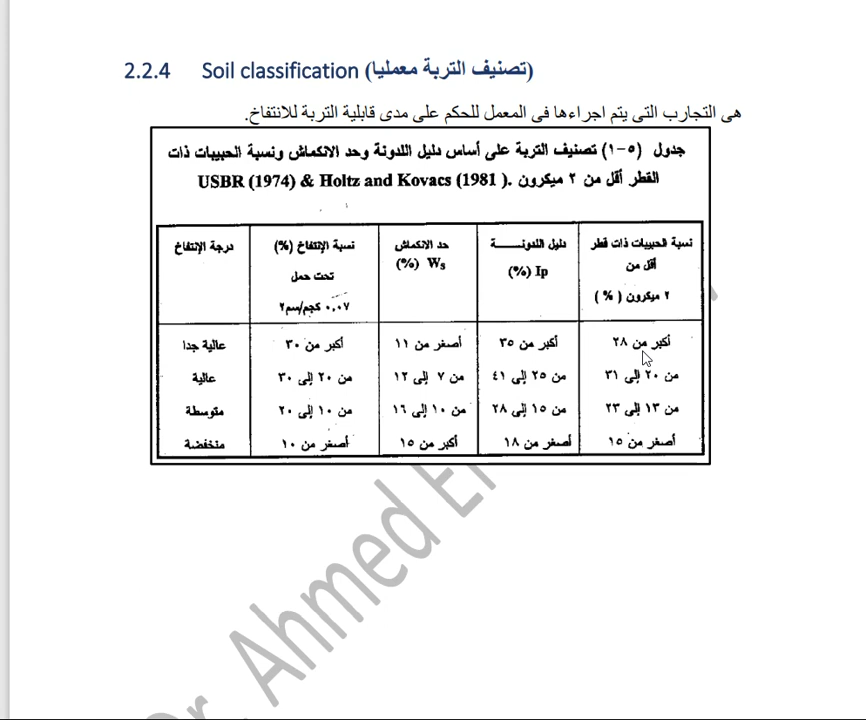 2.2.4 Soil classification (تصنيف التربة معمليا)
هى التجارب التى يتم اجراءها فى المعمل للحكم على مدى قابلية التربة للانتفاخ.
جدول (٥-١) تصنيف التربة على أساس دليل اللدونة وحد الانكماش ونسبة الحبيبات ذات
القطر أقل من ٢ ميكرون .( USBR (1974) & Holtz and Kovacs (1981
نسبة الحبيبات ذات قطر أقل من ٢ ميكرون ( % ) دليل اللدونــــــة Ip (%) حد الانكماش Ws (%) نسبة الإنتفاخ (%) تحت حمل ٠,٠٧ كجم/سم٢ درجة الإنتفاخ
أكبر من ٢٨ أكبر من ٣٥ أصغر من ١١ أكبر من ٣٠ عالية جدا
من ٢٠ إلى ٣١ من ٢٥ إلى ٤١ من ٧ إلى ١٢ من ٢٠ إلى ٣٠ عالية
من ١٣ إلى ٢٣ من ١٥ إلى ٢٨ من ١٠ إلى ١٦ من ١٠ إلى ٢٠ متوسطة
أصغر من ١٥ أصغر من ١٨ أكبر من ١٥ أصغر من ١٠ منخفضة
Dr. Ahmed